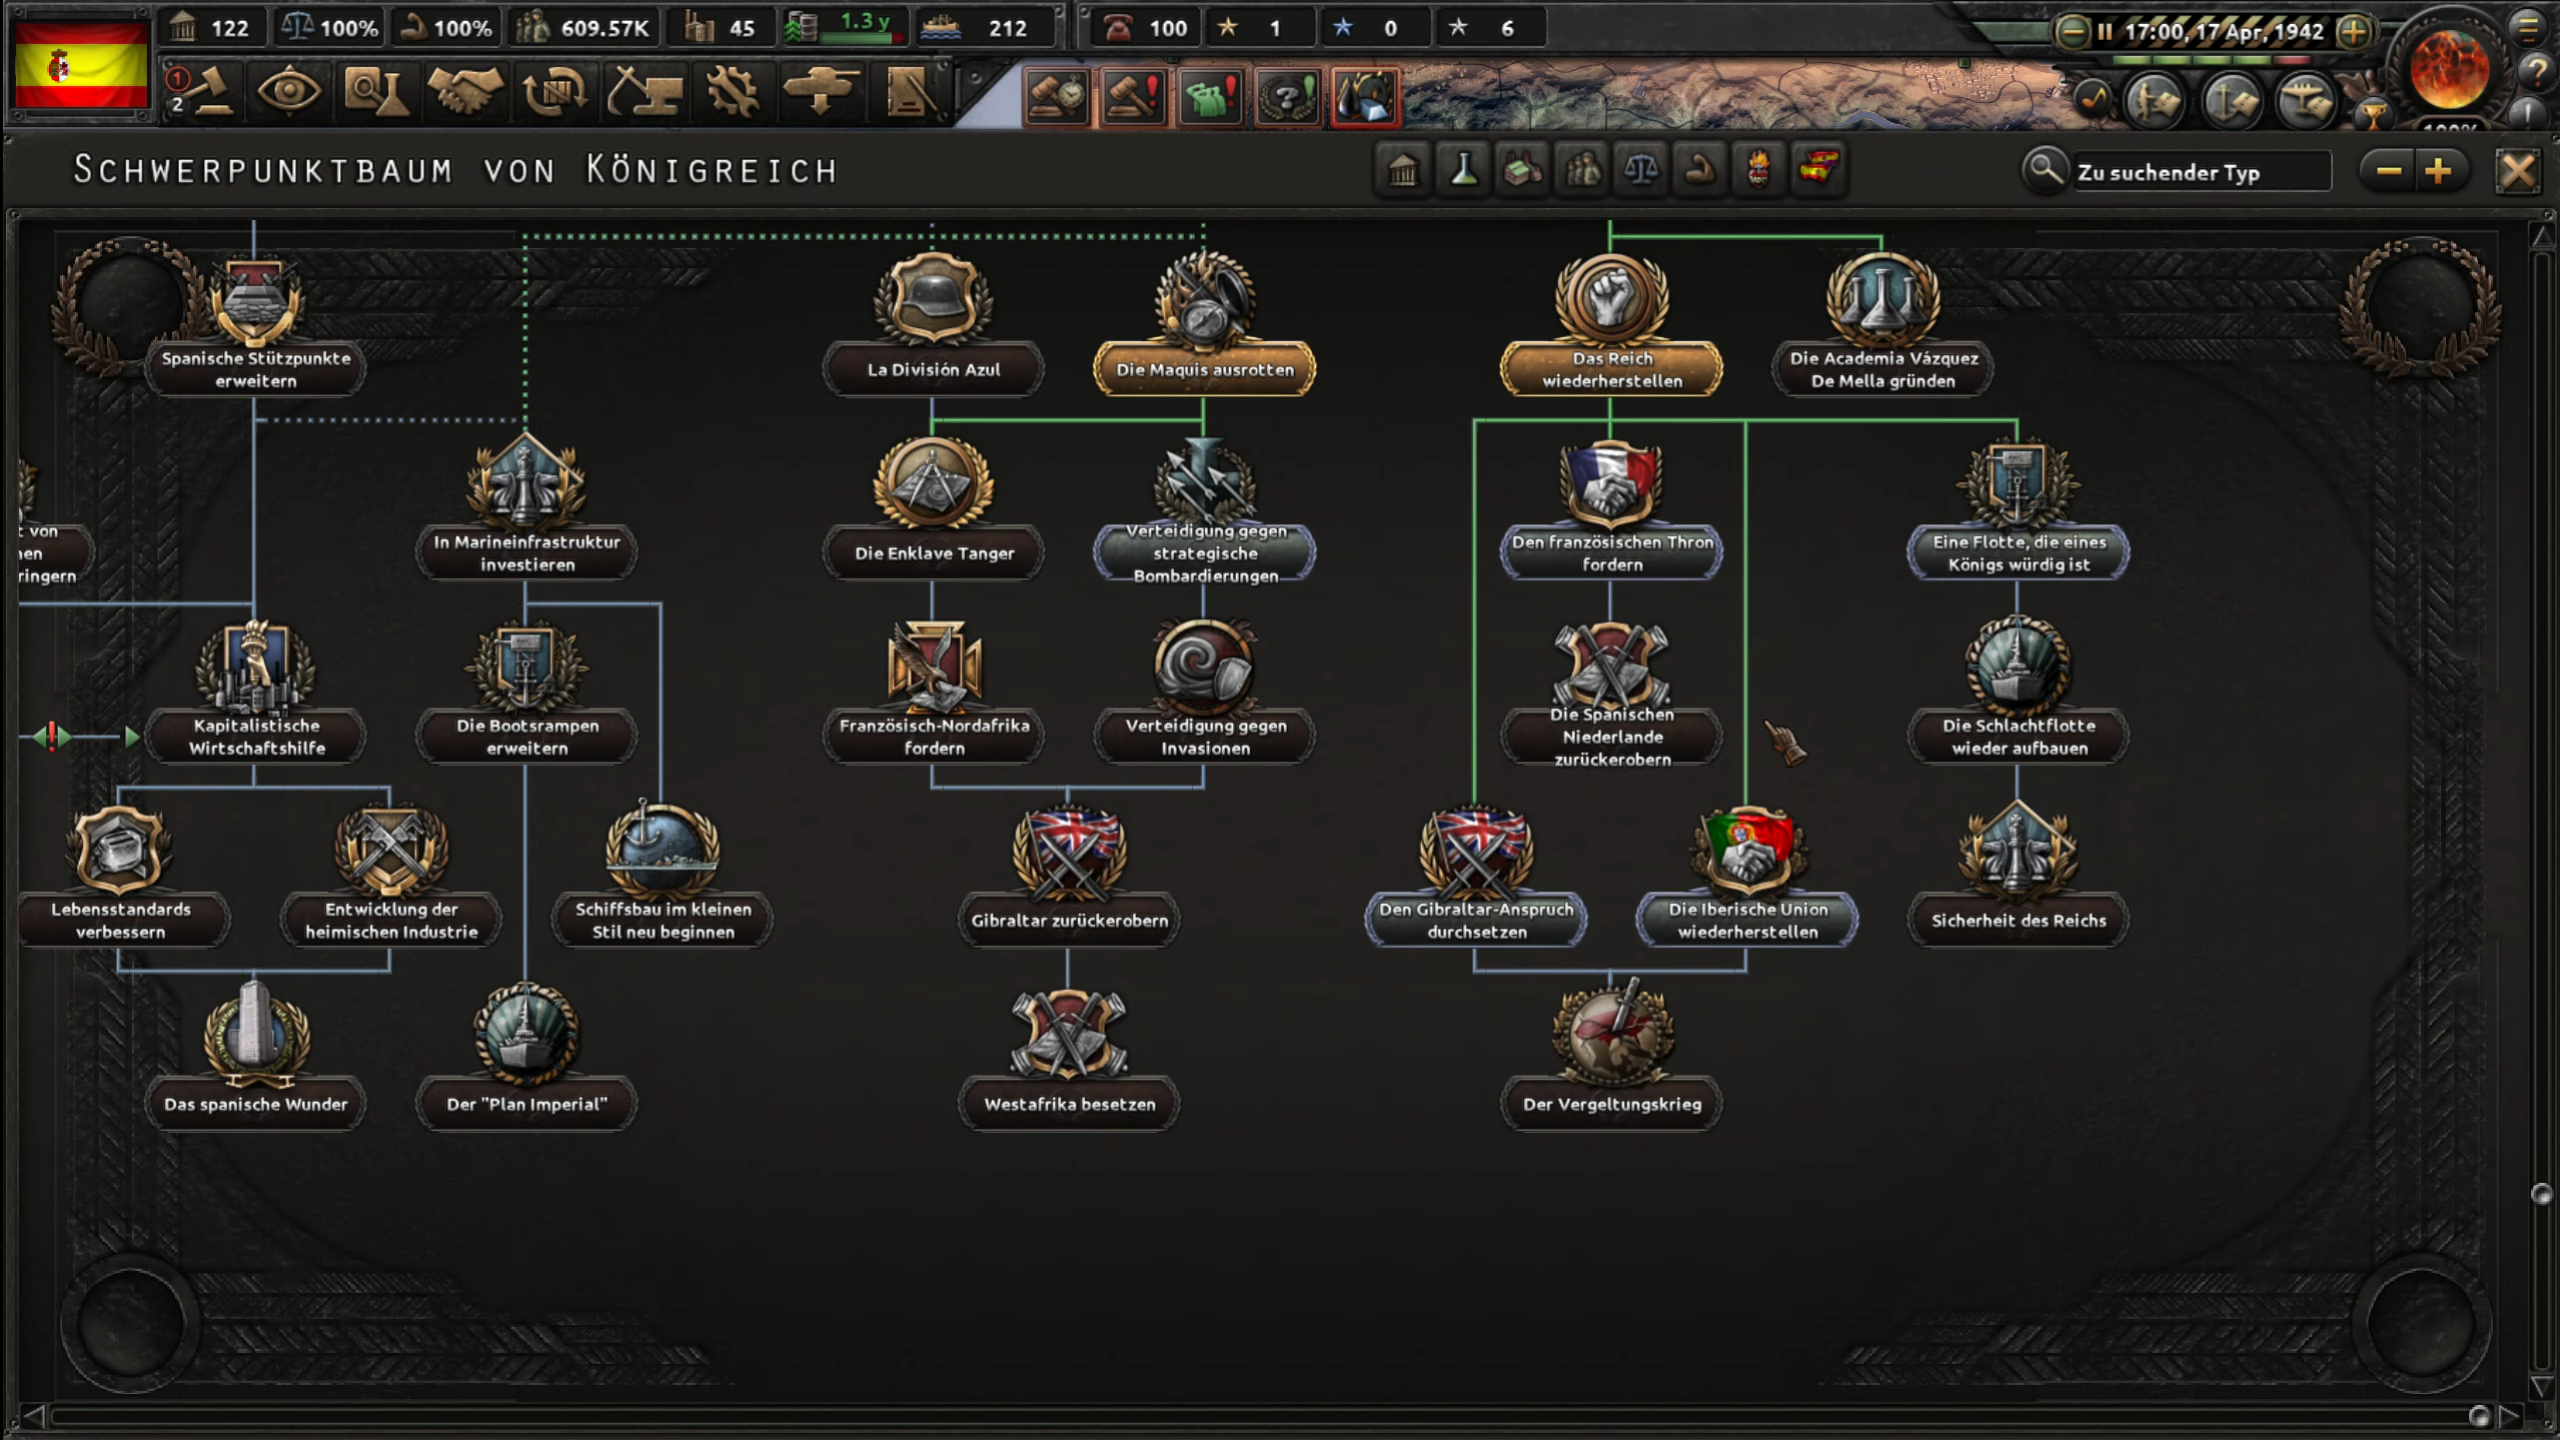 122
100%
100%
609.57K
45
1.3 y
212
100
1
0
6
17:00, 17 Apr, 1942
1
2
SCHWERPUNKTBAUM VON KÖNIGREICH
Zu suchender Typ
Spanische Stützpunkte
erweitern
La División Azul
Die Maquis ausrotten
Das Reich
wiederherstellen
Die Academia Vázquez
De Mella gründen
t von
ringern
In Marineinfrastruktur
investieren
Die Enklave Tanger
Verteidigung gegen
strategische
Bombardierungen
Den französischen Thron
fordern
Eine Flotte, die eines
Königs würdig ist
Kapitalistische
Wirtschaftshilfe
Die Bootsrampen
erweitern
Französisch-Nordafrika
fordern
Verteidigung gegen
Invasionen
Die Spanischen
Niederlande
zurückerobern
Die Schlachtflotte
wieder aufbauen
Lebensstandards
verbessern
Entwicklung der
heimischen Industrie
Schiffsbau im kleinen
Stil neu beginnen
Gibraltar zurückerobern
Den Gibraltar-Anspruch
durchsetzen
Die Iberische Union
wiederherstellen
Sicherheit des Reichs
Das spanische Wunder
Der "Plan Imperial"
Westafrika besetzen
Der Vergeltungskrieg